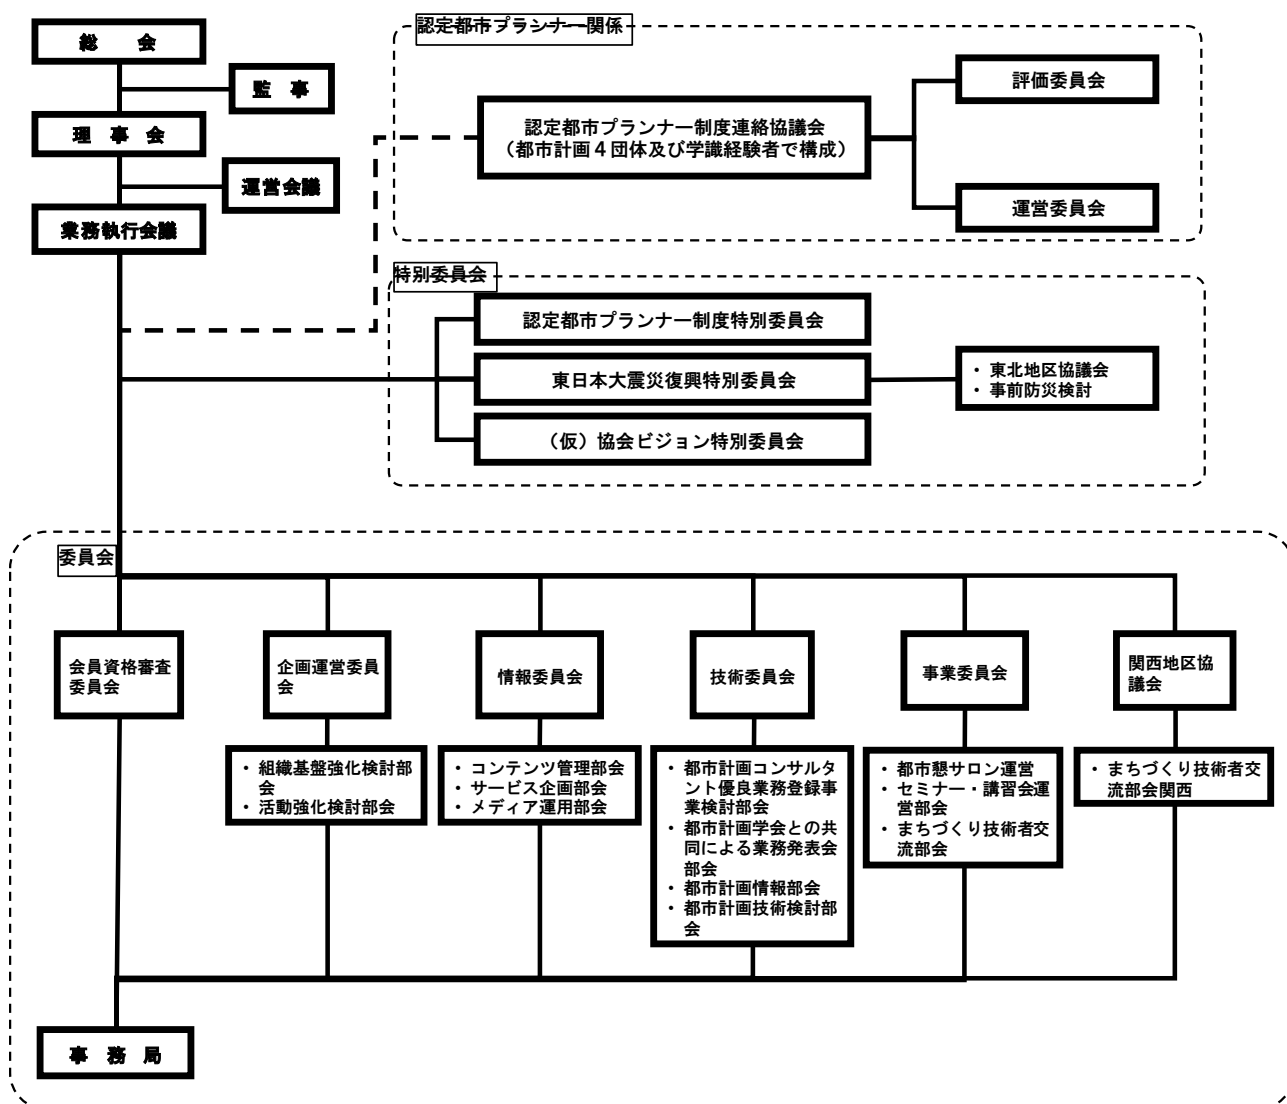 総 会
監 事
理 事 会
運営会議
業務執行会議
認定都市プランナー関係
認定都市プランナー制度連絡協議会
（都市計画４団体及び学識経験者で構成）
評価委員会
運営委員会
特別委員会
認定都市プランナー制度特別委員会
東日本大震災復興特別委員会
（仮）協会ビジョン特別委員会
・ 東北地区協議会
・ 事前防災検討
委員会
会員資格審査
委員会
企画運営委員
会
情報委員会
技術委員会
事業委員会
関西地区協
議会
・ 組織基盤強化検討部
会
・ 活動強化検討部会
・ コンテンツ管理部会
・ サービス企画部会
・ メディア運用部会
・ 都市計画コンサルタ
ント優良業務登録事
業検討部会
・ 都市計画学会との共
同による業務発表会
部会
・ 都市計画情報部会
・ 都市計画技術検討部
会
・ 都市懇サロン運営
・ セミナー・講習会運
営部会
・ まちづくり技術者交
流部会
・ まちづくり技術者交
流部会関西
事 務 局